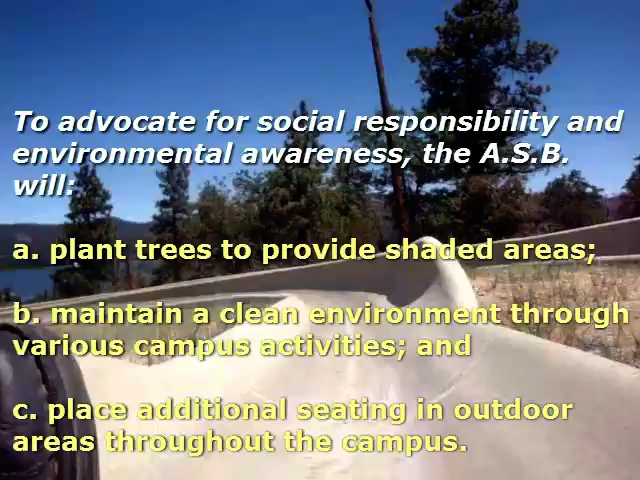 To advocate for social responsibility and
environmental awareness, the A.S.B.
will:
a. plant trees to provide shaded areas;
b. maintain a clean environment through
various campus activities; and
c. place additional seating in outdoor
areas throughout the campus.